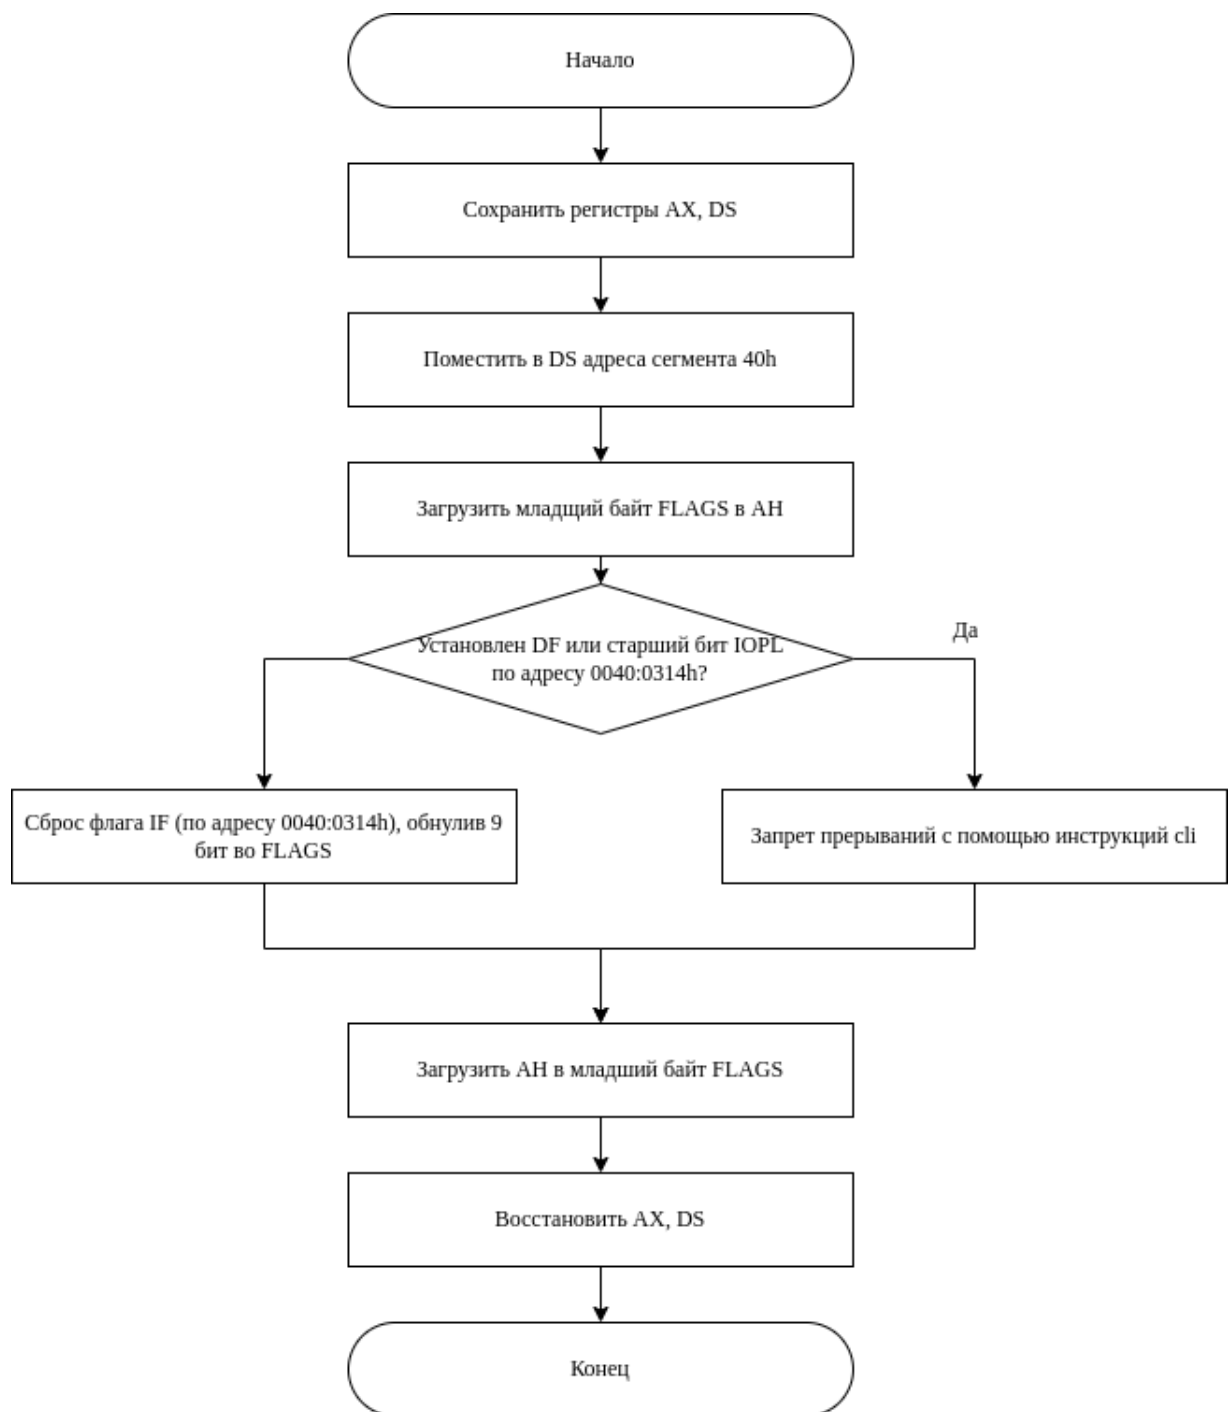 Начало
Сохранить регистры AX, DS
Поместить в DS адреса сегмента 40h
Загрузить младщий байт FLAGS в AH
Установлен DF или старший бит IOPL
по адресу 0040:0314h?
Да
Сброс флага IF (по адресу 0040:0314h), обнулив 9
бит во FLAGS
Запрет прерываний с помощью инструкций cli
Загрузить AH в младший байт FLAGS
Восстановить AX, DS
Конец